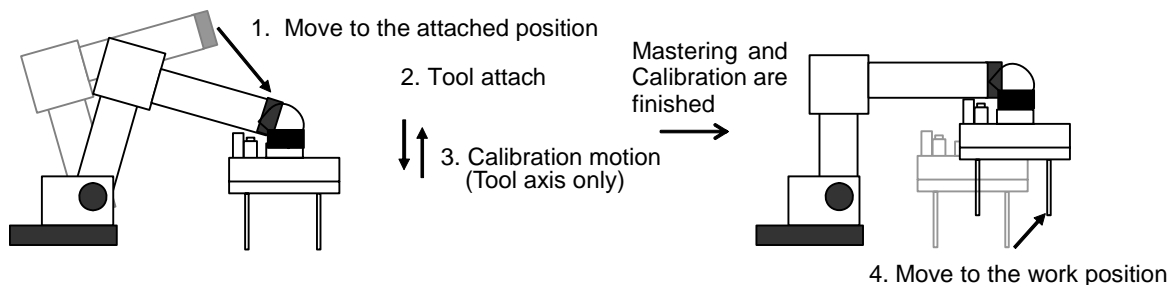 1. Move to the attached position
2. Tool attach
3. Calibration motion
(Tool axis only)
Mastering and
Calibration are
finished
4. Move to the work position